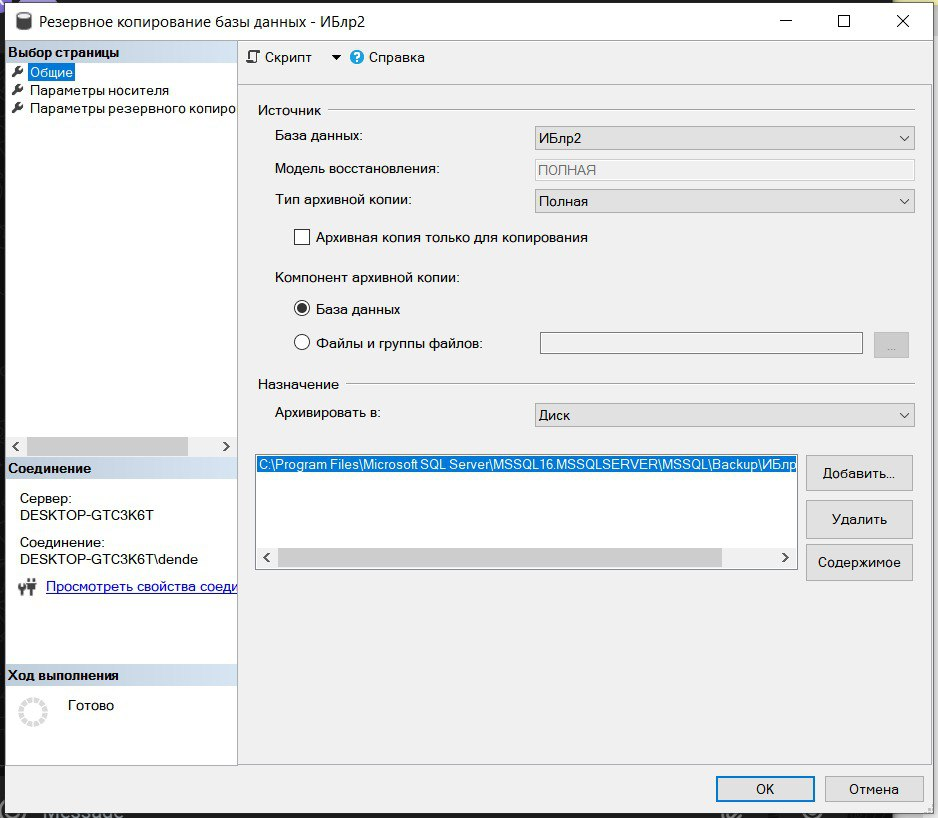 Резервное копирование базы данных - ИБлр2
Выбор страницы
Общие
Параметры носителя
Параметры резервного копиро
Скрипт
Справка
Источник
База данных:
ИБлр2
Модель восстановления:
ПОЛНАЯ
Тип архивной копии:
Полная
Архивная копия только для копирования
Компонент архивной копии:
База данных
Файлы и группы файлов:
...
Назначение
Архивировать в:
Диск
C:\Program Files\Microsoft SQL Server\MSSQL16.MSSQLSERVER\MSSQL\Backup\ИБлр
Добавить...
Удалить
Содержимое
Соединение
Сервер:
DESKTOP-GTC3K6T
Соединение:
DESKTOP-GTC3K6T\dende
Просмотреть свойства соеди
Ход выполнения
Готово
OK
Отмена
Message